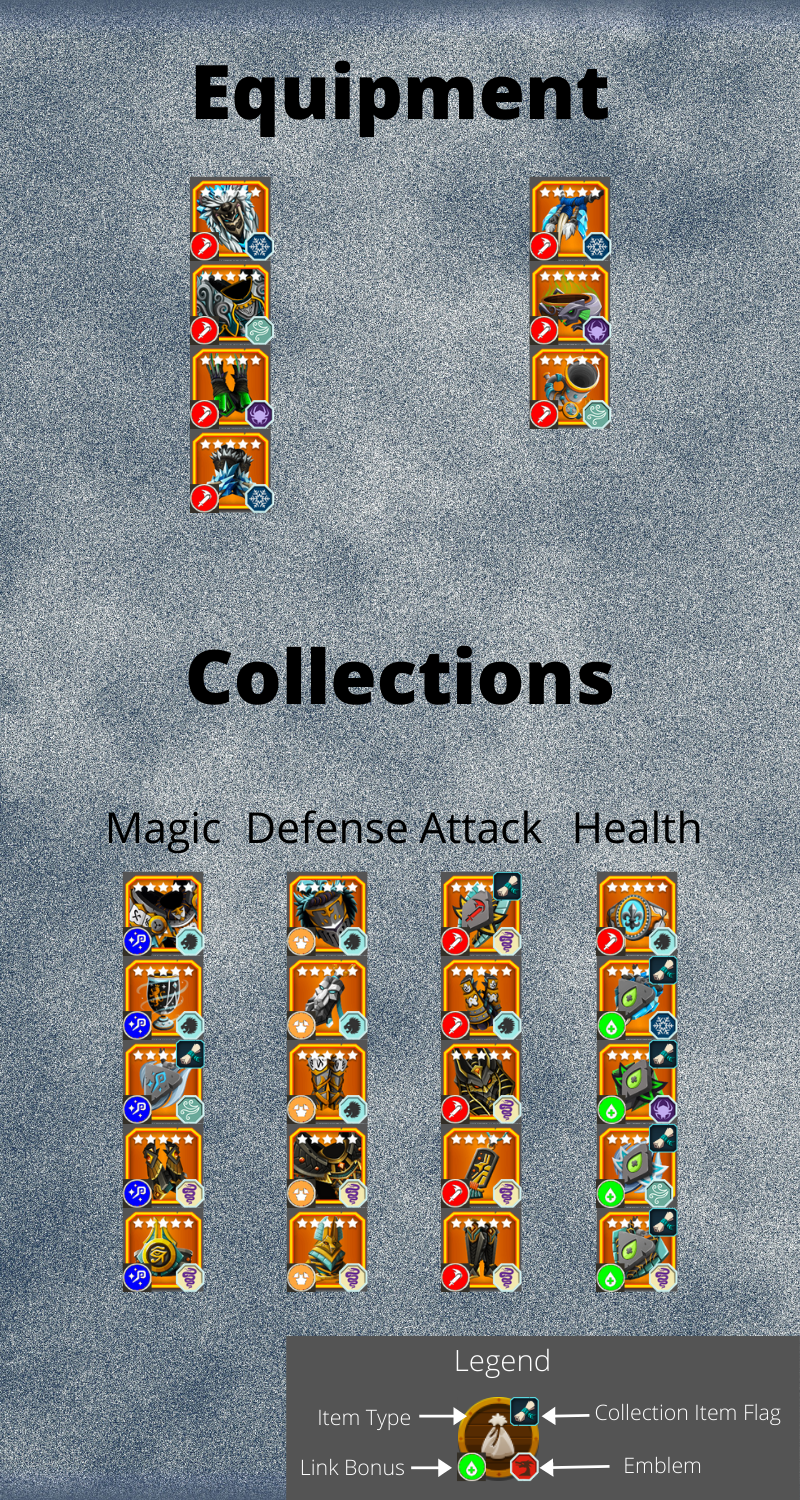 Equipment
Collections
Magic Defense Attack Health
Legend
Item Type
Collection Item Flag
Link Bonus
Emblem